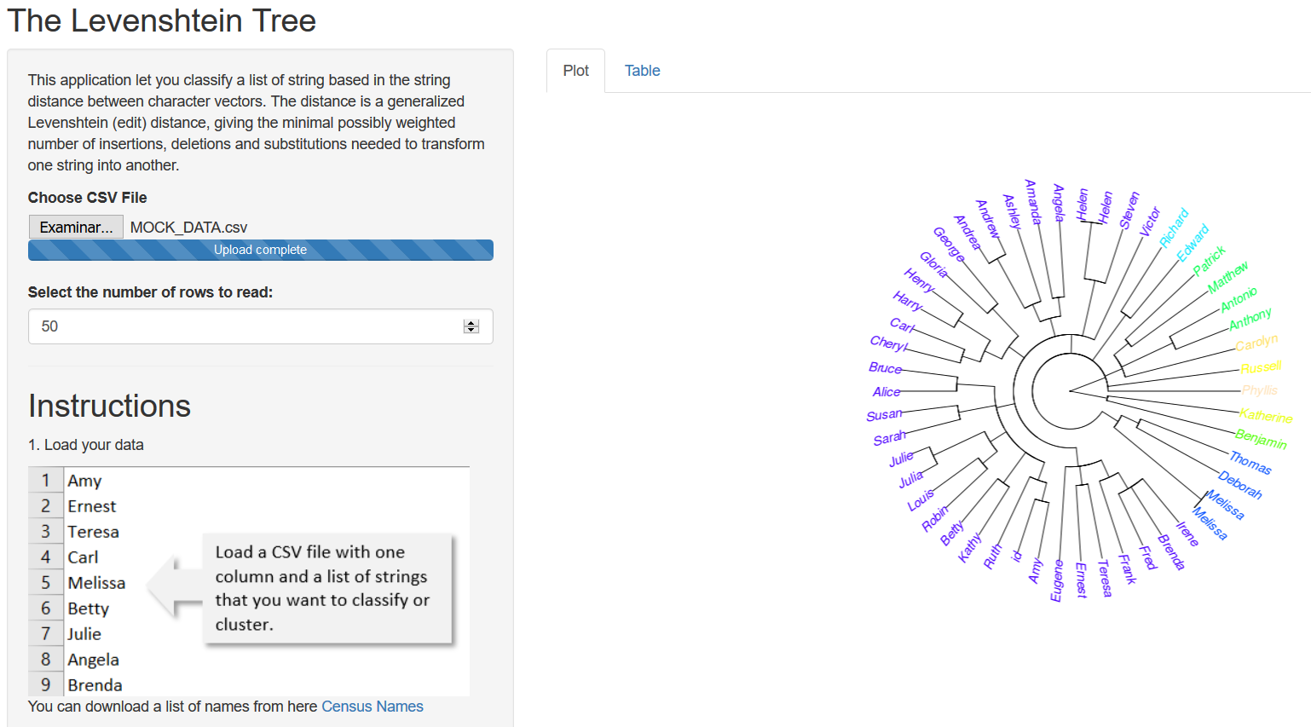 The Levenshtein Tree
This application let you classify a list of string based in the string
distance between character vectors. The distance is a generalized
Levenshtein (edit) distance, giving the minimal possibly weighted
number of insertions, deletions and substitutions needed to transform
one string into another.
Choose CSV File
Examinar... MOCK_DATA.csv
Upload complete
Select the number of rows to read:
50
Instructions
1. Load your data
1 Amy
2 Ernest
3 Teresa
4 Carl
5 Melissa
6 Betty
7 Julie
8 Angela
9 Brenda
Load a CSV file with one
column and a list of strings
that you want to classify or
cluster.
You can download a list of names from here Census Names
Plot
Table
Phyllis
Russell
Carolyn
Anthony
Antonio
Mathew
Patrick
Edward
Richard
Victor
Steven
Helen
Helen
Angela
Amanda
Ashley
Andrew
Andrea
George
Gloria
Henry
Harry
Carl
Cheryl
Bruce
Alice
Susan
Sarah
Julie
Julia
Louis
Robin
Betty
Kathy
Ruth
id
Amy
Eugene
Ernest
Teresa
Frank
Fred
Brenda
Irene
Melissa
Melissa
Deborah
Thomas
Benjamin
Katherine